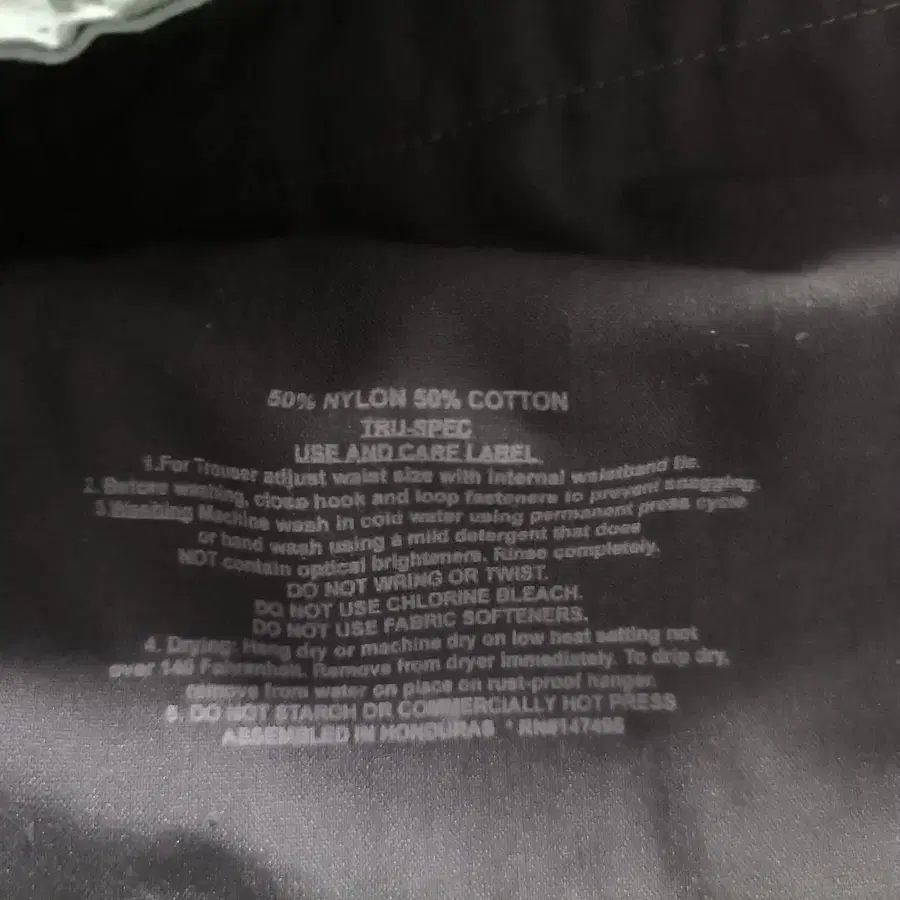 50% NYLON 50% COTTON
TRU-SPEC
USE AND CARE LABEL
1.For Trouser adjust waist size with internal waistband tie.
2. Before washing, close hook and loop fasteners to prevent snagging.
3.Washing Machine wash in cold water using permanent press cycle
or hand wash using a mild detergent that does
NOT contain optical brighteners. Rinse completely.
DO NOT WRING OR TWIST.
DO NOT USE CHLORINE BLEACH.
DO NOT USE FABRIC SOFTENERS.
4. Drying: Hang dry or machine dry on low heat setting not
over 140 Fahrenheit. Remove from dryer immediately. To drip dry,
remove from water on place on rust-proof hanger.
5. DO NOT STARCH OR COMMERCIALLY HOT PRESS
ASSEMBLED IN HONDURAS *